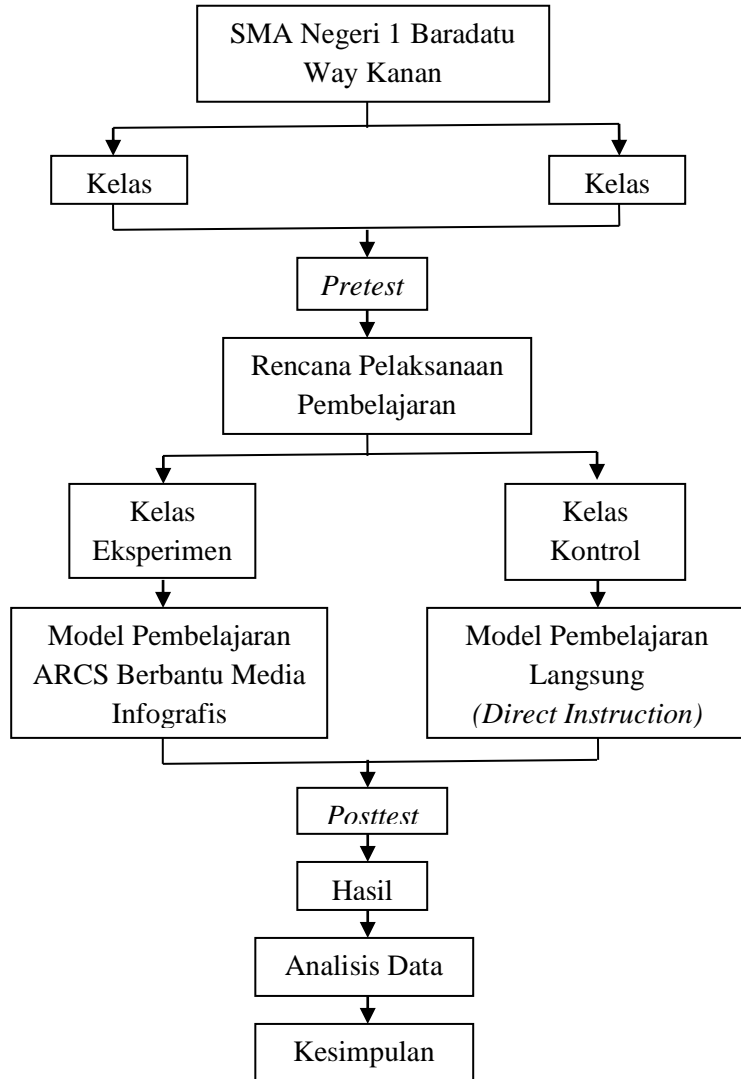 SMA Negeri 1 Baradatu
Way Kanan
Kelas
Kelas
Pretest
Rencana Pelaksanaan
Pembelajaran
Kelas
Eksperimen
Kelas
Kontrol
Model Pembelajaran
ARCS Berbantu Media
Infografis
Model Pembelajaran
Langsung
(Direct Instruction)
Posttest
Hasil
Analisis Data
Kesimpulan